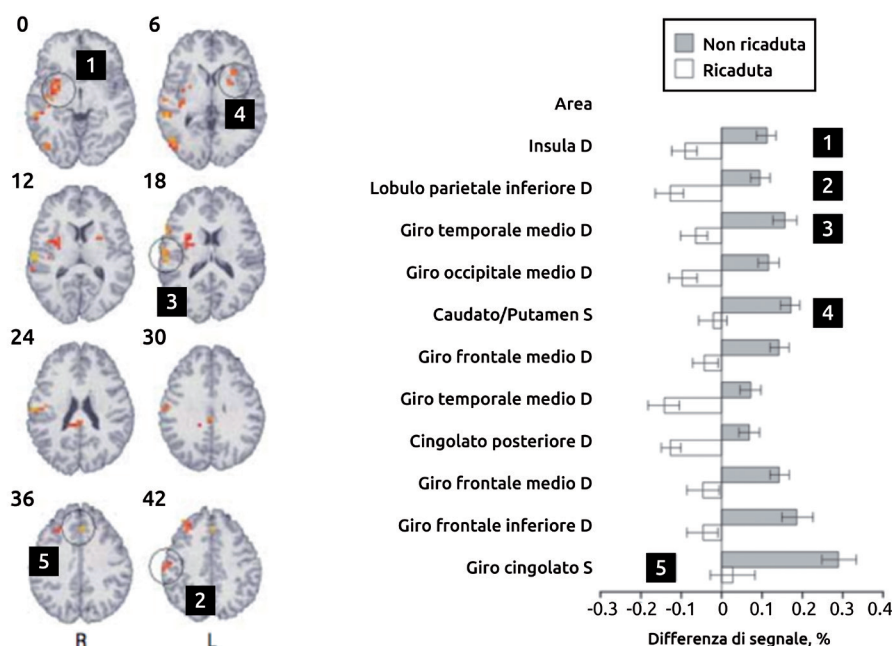 0
6
1
4
12
18
3
24
30
36
42
5
2
R
L
Non ricaduta
Ricaduta
Area
Insula D
1
Lobulo parietale inferiore D
2
Giro temporale medio D
3
Giro occipitale medio D
Caudato/Putamen S
4
Giro frontale medio D
Giro temporale medio D
Cingolato posteriore D
Giro frontale medio D
Giro frontale inferiore D
Giro cingolato S
5
-0.3 -0.2 -0.1 0 0.1 0.2 0.3 0.4
Differenza di segnale, %